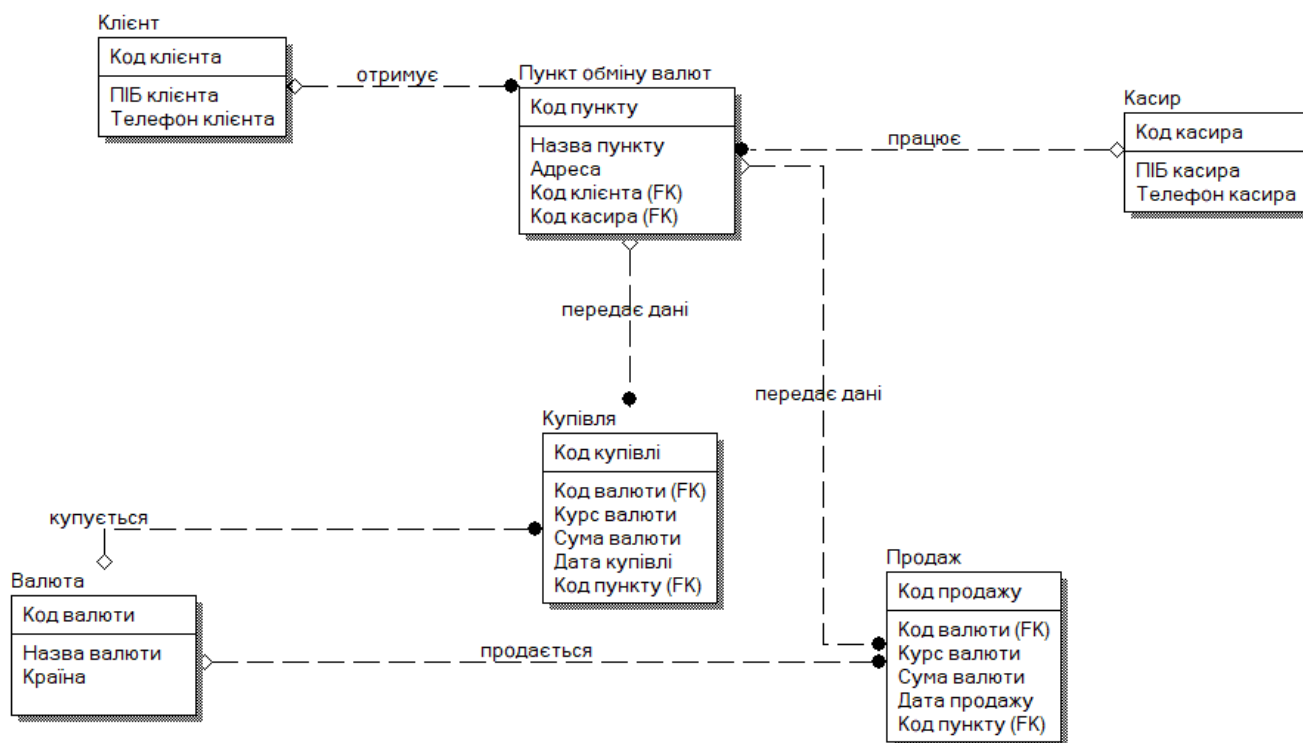 Клієнт
Код клієнта
ПІБ клієнта
Телефон клієнта
отримує
Пункт обміну валют
Код пункту
Назва пункту
Адреса
Код клієнта (FK)
Код касира (FK)
працює
Касир
Код касира
ПІБ касира
Телефон касира
передає дані
передає дані
Купівля
Код купівлі
Код валюти (FK)
Курс валюти
Сума валюти
Дата купівлі
Код пункту (FK)
купується
Валюта
Код валюти
Назва валюти
Країна
продається
Продаж
Код продажу
Код валюти (FK)
Курс валюти
Сума валюти
Дата продажу
Код пункту (FK)